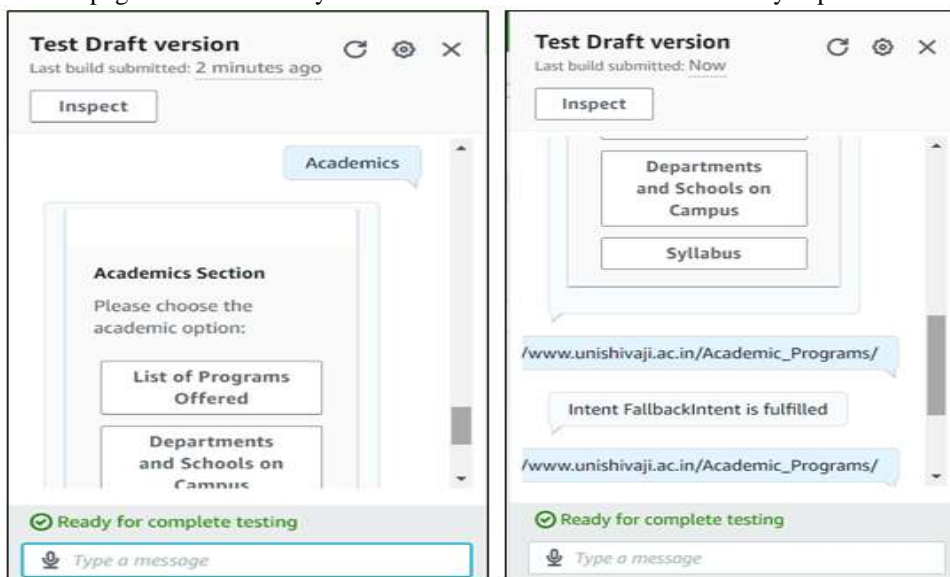 Test Draft version
Last build submitted: 2 minutes ago
Inspect
Academics
Academics Section
Please choose the
academic option:
List of Programs
Offered
Departments
and Schools on
Campus
Ready for complete testing
Type a message
Test Draft version
Last build submitted: Now
Inspect
Departments
and Schools on
Campus
Syllabus
/www.unishivaji.ac.in/Academic_Programs/
Intent FallbackIntent is fulfilled
/www.unishivaji.ac.in/Academic_Programs/
Ready for complete testing
Type a message